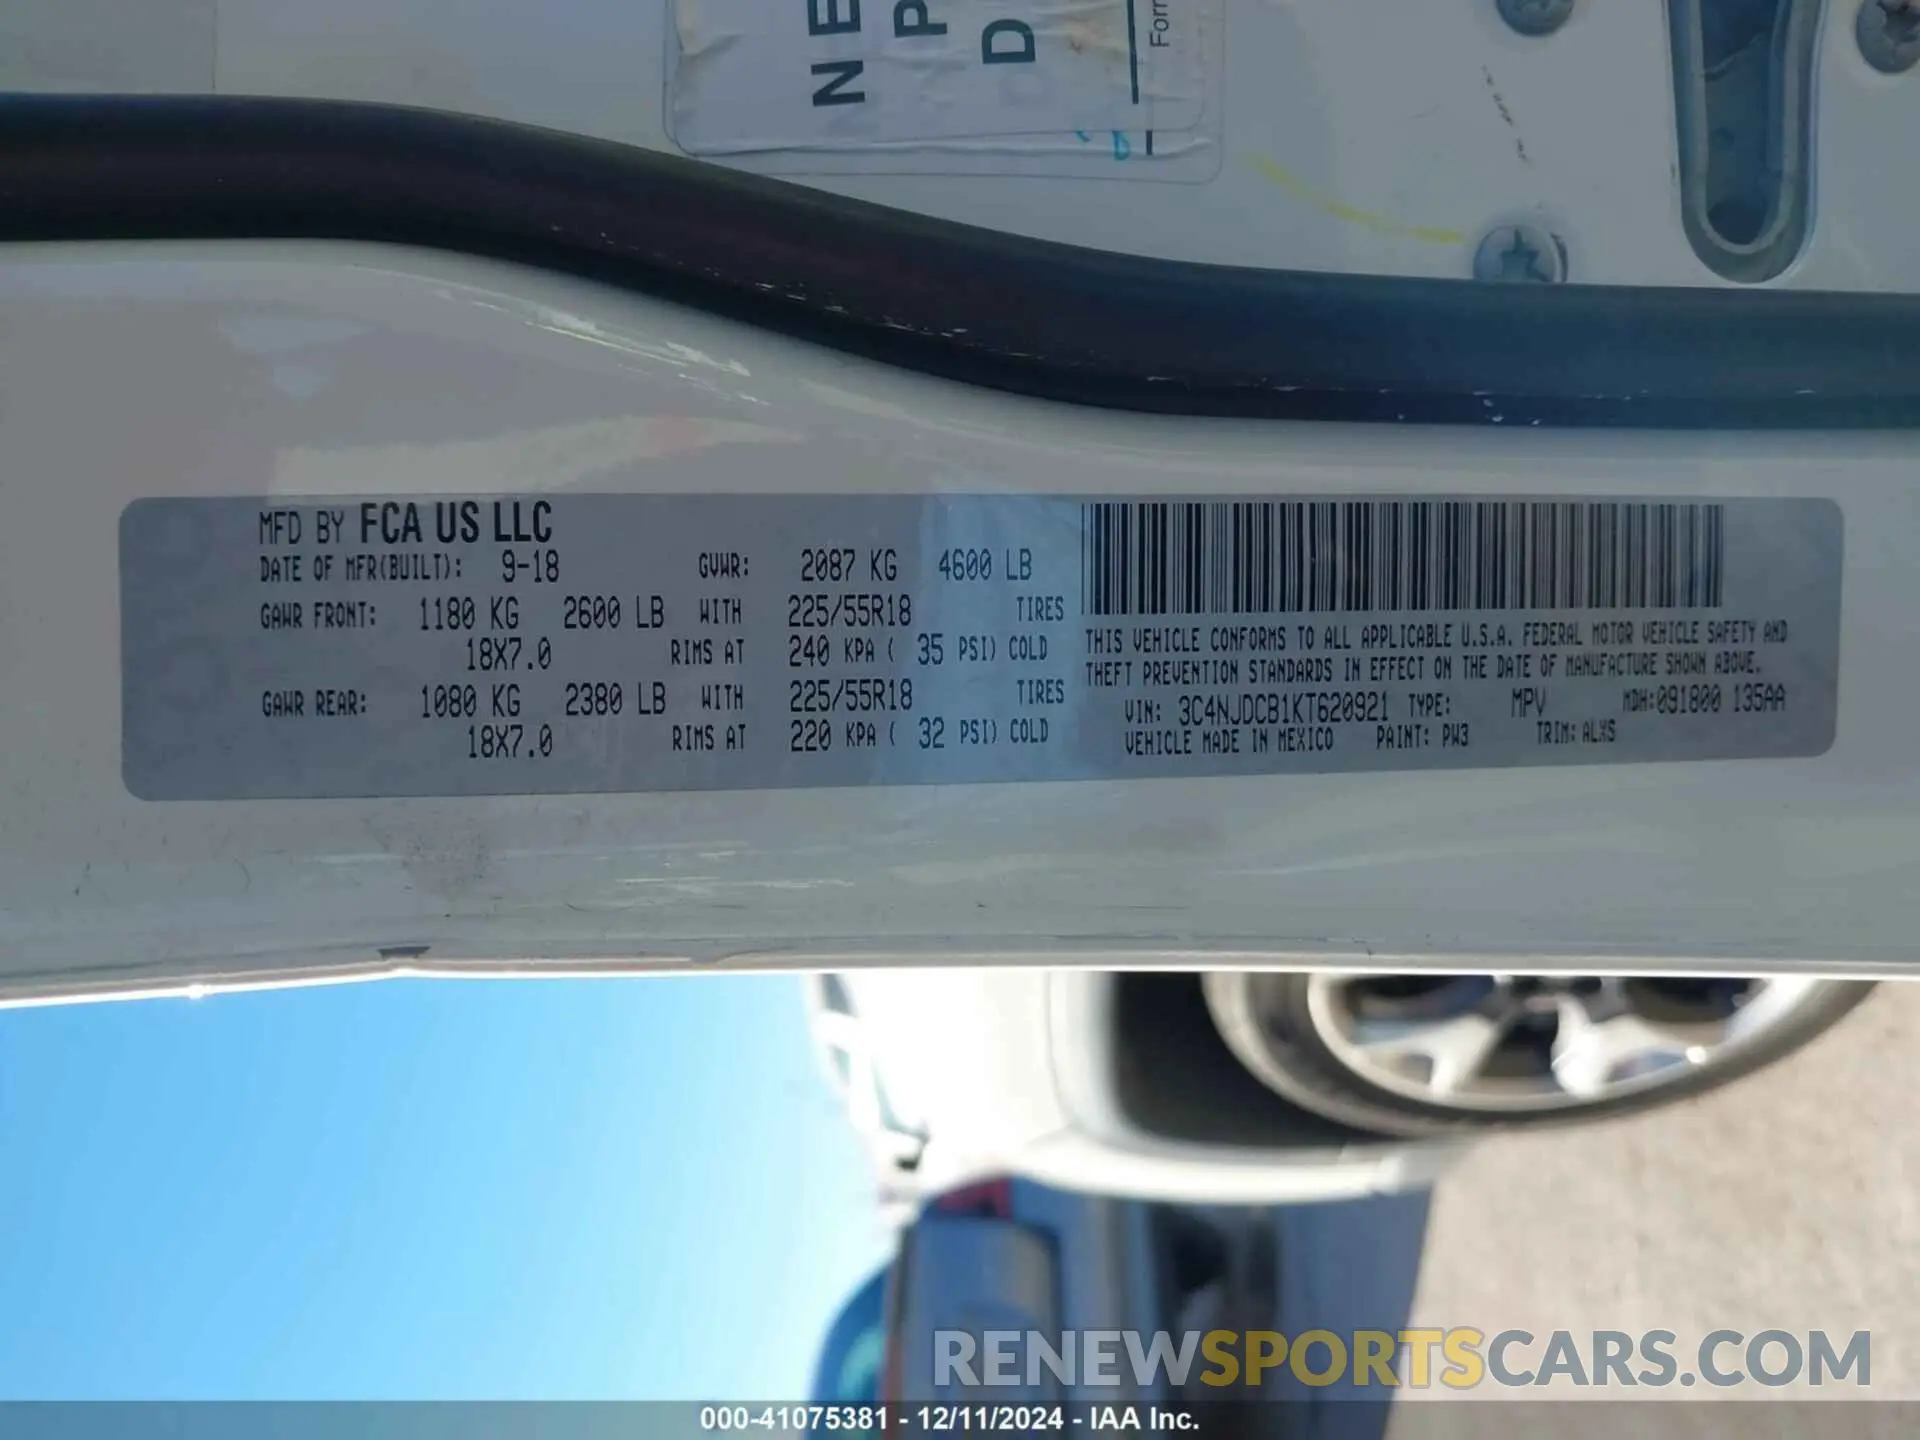 NE
P
D
Forr
MFD BY FCA US LLC
DATE OF MFR(BUILT): 9-18 GVWR: 2087 KG 4600 LB
GAWR FRONT: 1180 KG 2600 LB WITH 225/55R18 TIRES
18X7.0 RIMS AT 240 KPA ( 35 PSI) COLD
GAWR REAR: 1080 KG 2380 LB WITH 225/55R18 TIRES
18X7.0 RIMS AT 220 KPA ( 32 PSI) COLD
THIS VEHICLE CONFORMS TO ALL APPLICABLE U.S.A. FEDERAL MOTOR VEHICLE SAFETY AND
THEFT PREVENTION STANDARDS IN EFFECT ON THE DATE OF MANUFACTURE SHOWN ABOVE.
VIN: 3C4NJDCB1KT620921 TYPE: MPV MDH:091800 135AA
VEHICLE MADE IN MEXICO PAINT: PW3 TRIM: ALXS
RENEWSPORTSCARS.COM
000-41075381 - 12/11/2024 - IAA Inc.